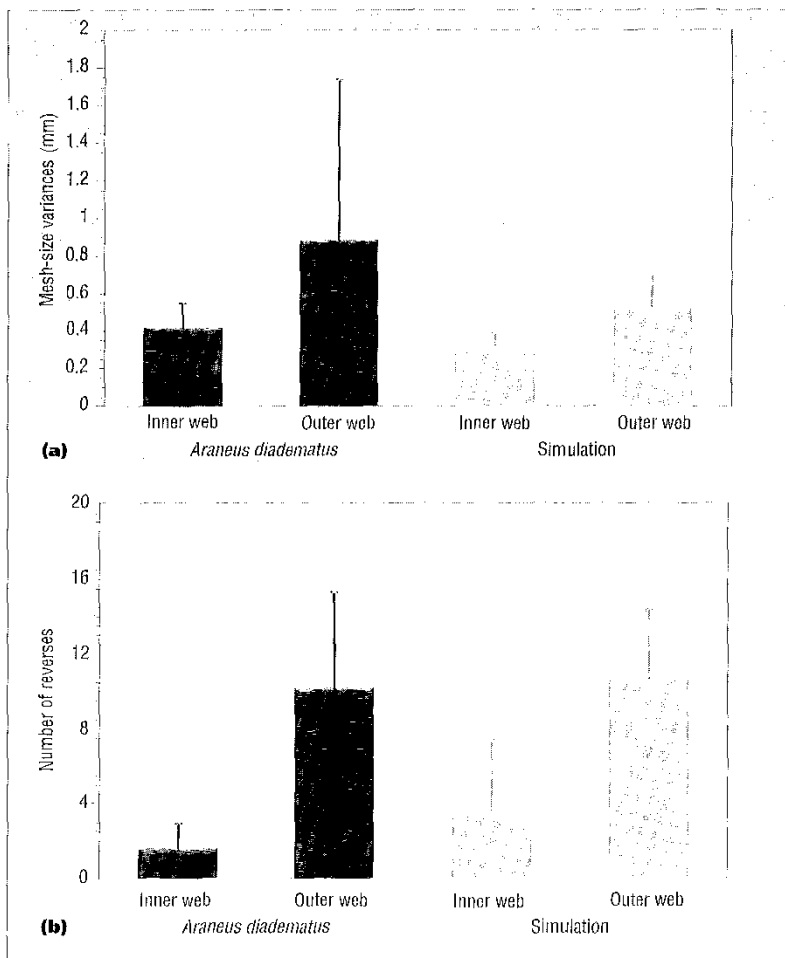 Mesh-size variances (mm)
2
1.8
1.6
1.4
1.2
1
0.8
0.6
0.4
0.2
0
Inner web Outer web Inner web Outer web
(a) Araneus diadematus Simulation
Number of reverses
20
16
12
8
4
0
Inner web Outer web Inner web Outer web
(b) Araneus diadematus Simulation